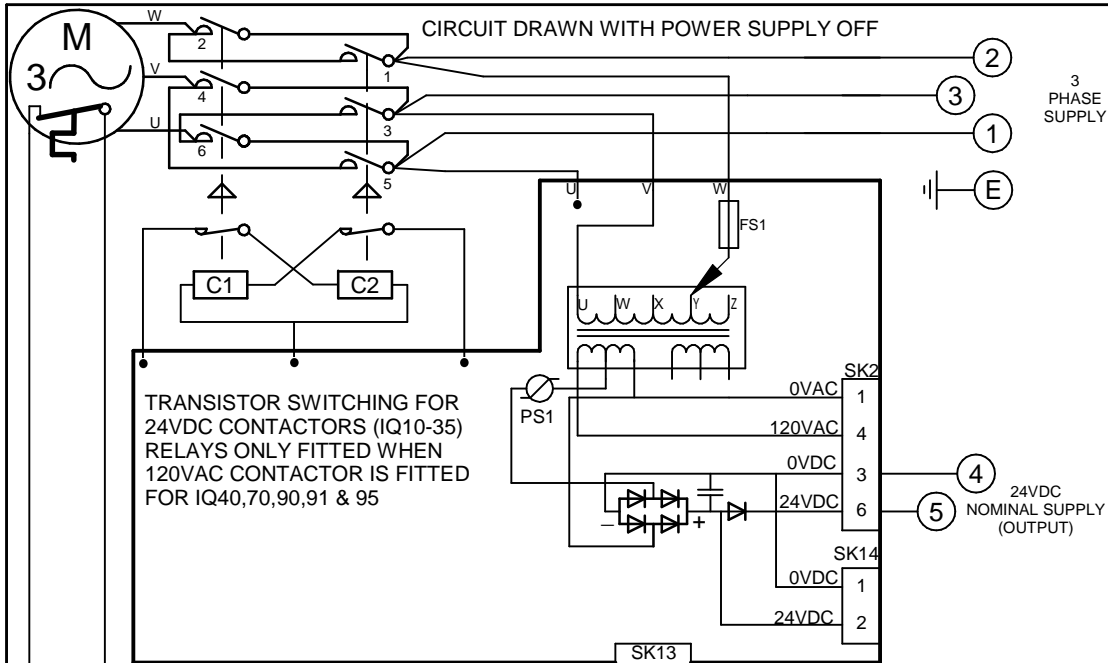 CIRCUIT DRAWN WITH POWER SUPPLY OFF
W
M
3
V
U
2
1
4
3
6
5
2
3
1
E
3
PHASE
SUPPLY
U
V
W
FS1
C1
C2
U
W
X
Y
Z
PS1
TRANSISTOR SWITCHING FOR
24VDC CONTACTORS (IQ10-35)
RELAYS ONLY FITTED WHEN
120VAC CONTACTOR IS FITTED
FOR IQ40,70,90,91 & 95
SK2
0VAC
1
120VAC
4
0VDC
3
24VDC
6
4
5
24VDC
NOMINAL SUPPLY
(OUTPUT)
–
+
SK14
0VDC
1
24VDC
2
SK13